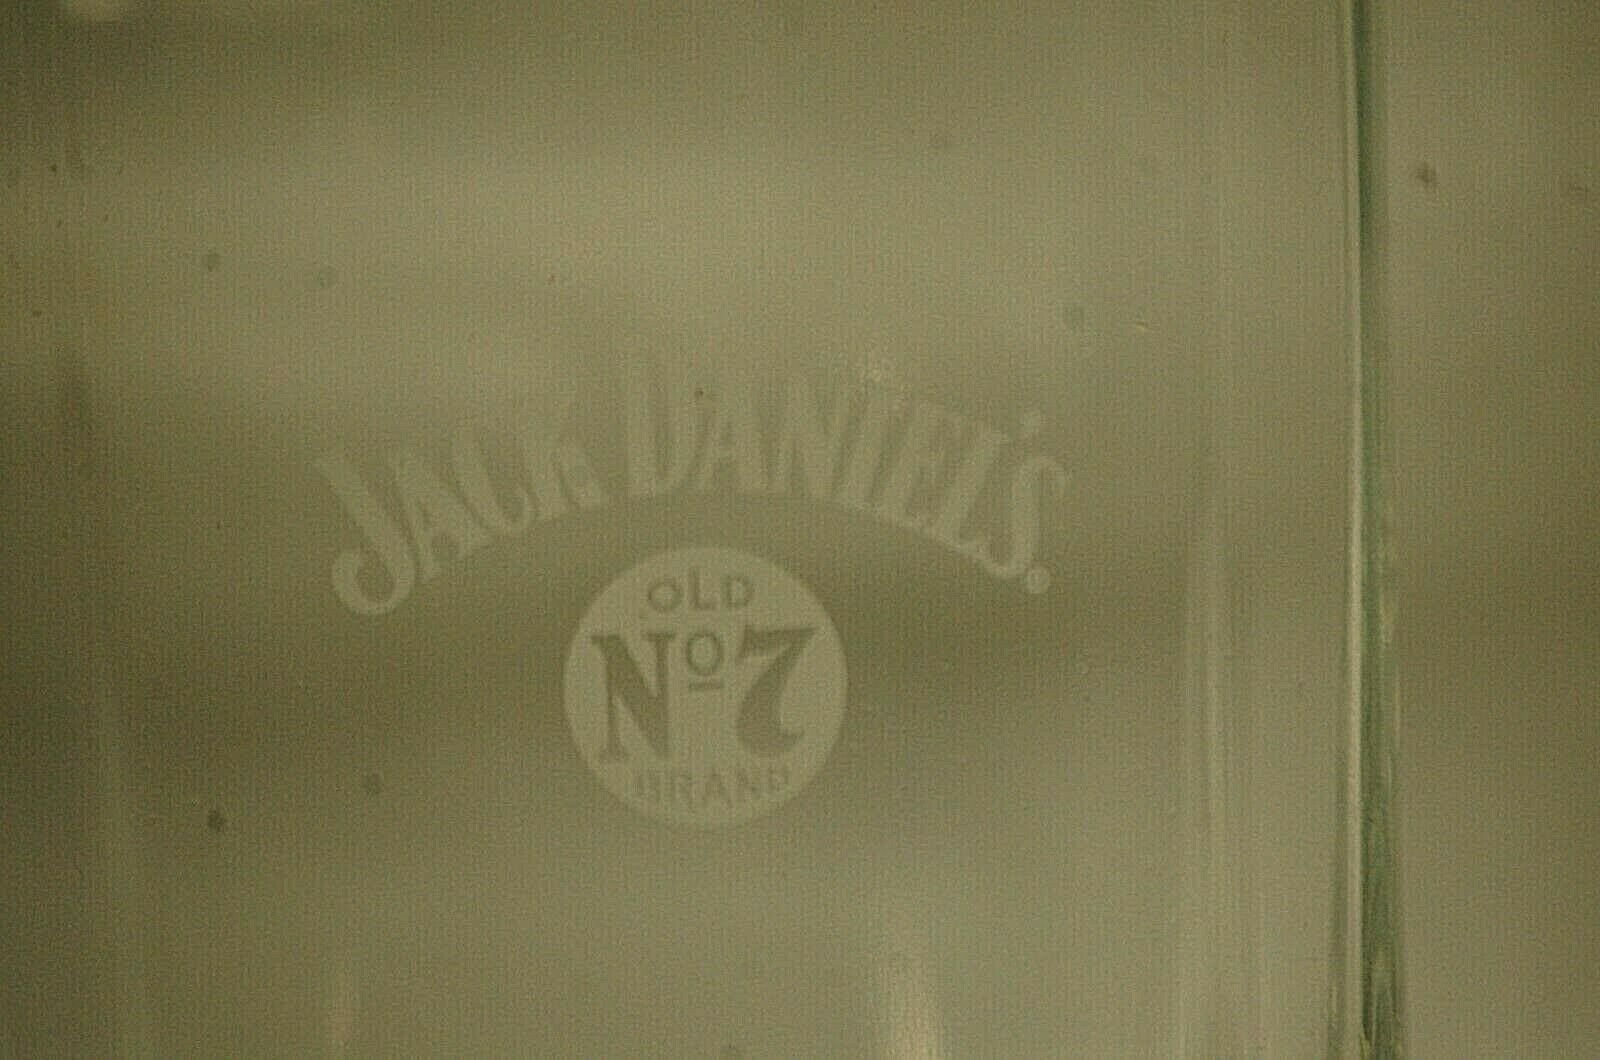 JACK DANIEL'S.
OLD
Nº7
BRAND